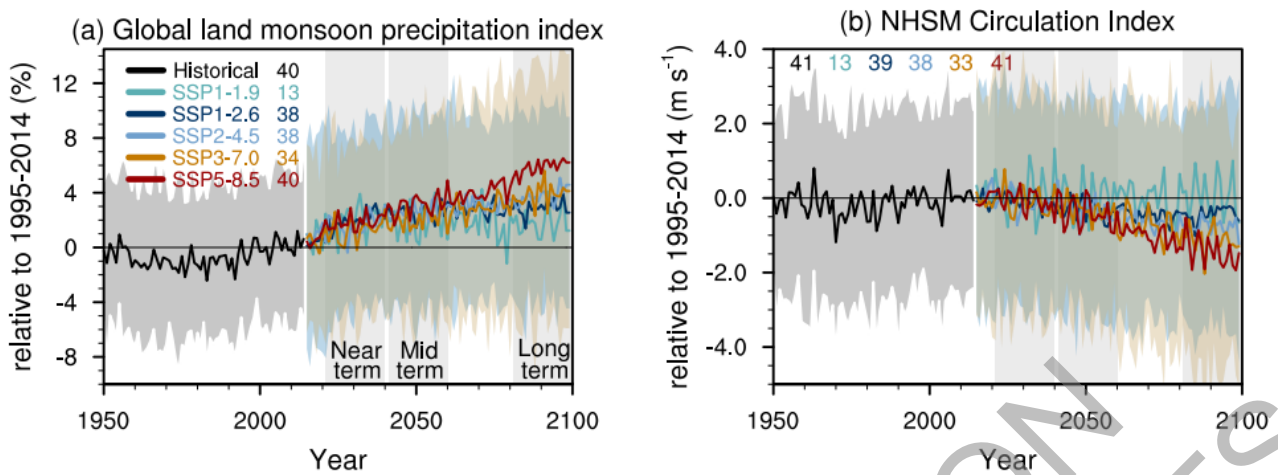 (a) Global land monsoon precipitation index
relative to 1995-2014 (%)
12
8
4
0
-4
-8
Historical 40
SSP1-1.9 13
SSP1-2.6 38
SSP2-4.5 38
SSP3-7.0 34
SSP5-8.5 40
Near
term
Mid
term
Long
term
1950 2000 2050 2100
Year
(b) NHSM Circulation Index
relative to 1995-2014 (m s⁻¹)
4.0
2.0
0.0
-2.0
-4.0
41 13 39 38 33 41
1950 2000 2050 2100
Year